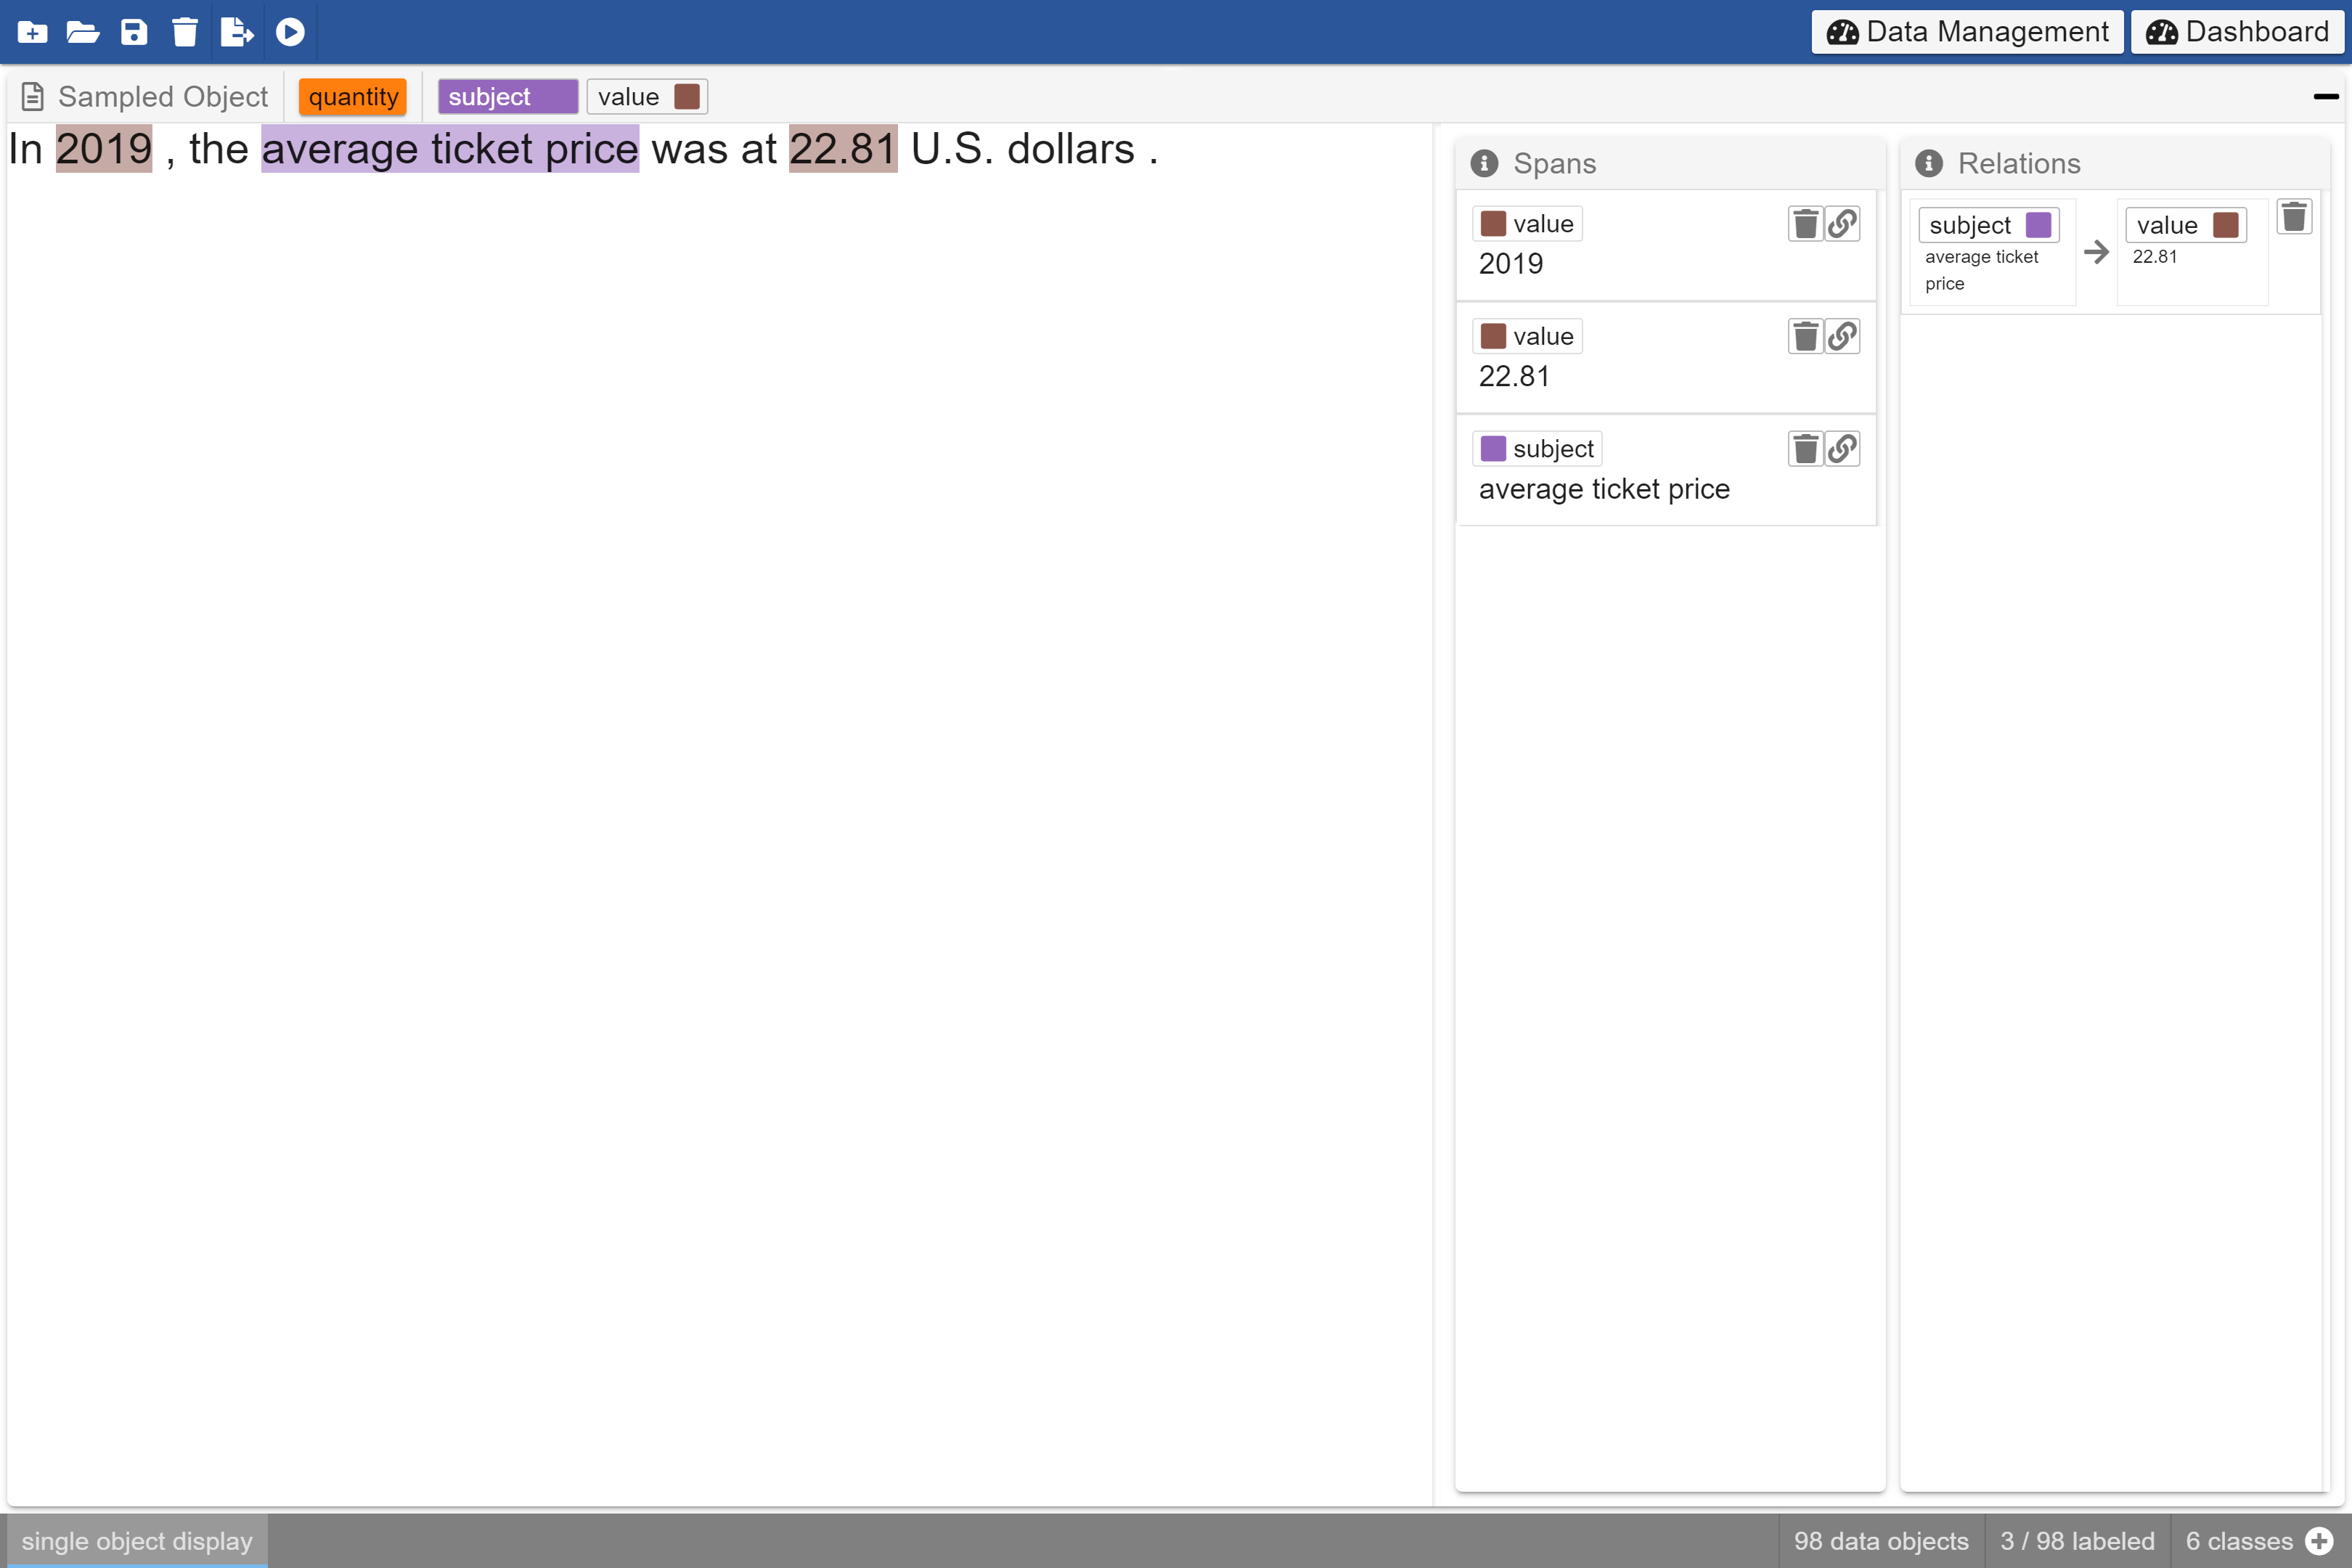 Data Management Dashboard
Sampled Object quantity subject value
In 2019 , the average ticket price was at 22.81 U.S. dollars .
Spans
value
2019
value
22.81
subject
average ticket price
Relations
subject value
average ticket 22.81
price
single object display 98 data objects 3 / 98 labeled 6 classes